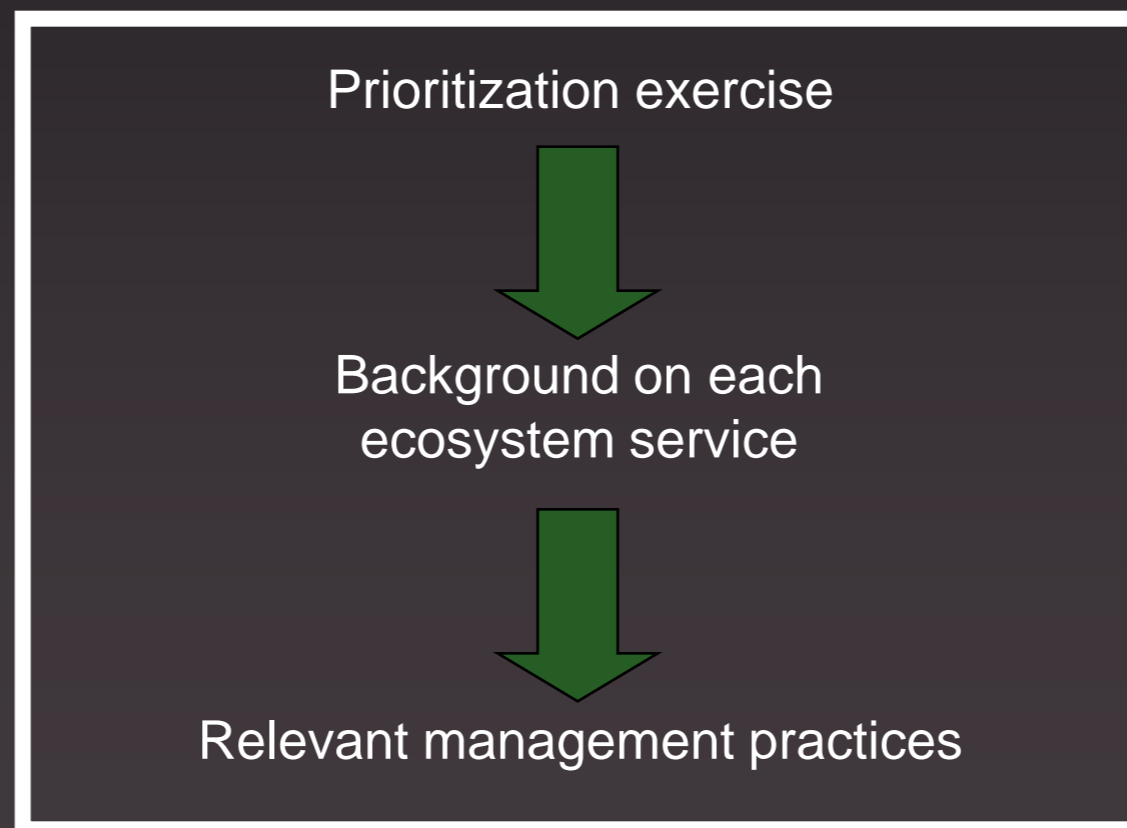 Prioritization exercise
Background on each
ecosystem service
Relevant management practices